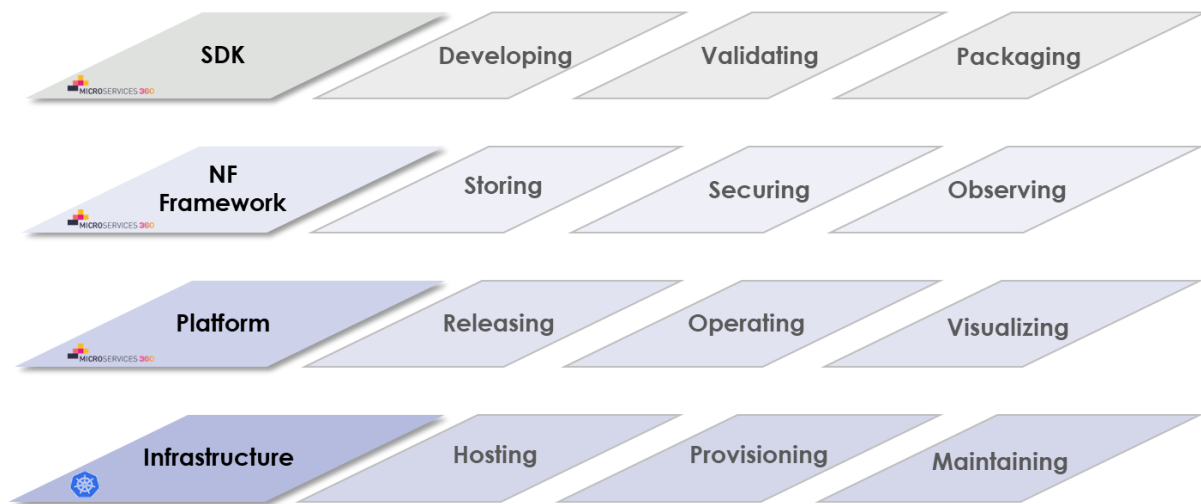 SDK
Developing
Validating
Packaging
MICROSERVICES 360
NF
Framework
Storing
Securing
Observing
MICROSERVICES 360
Platform
Releasing
Operating
Visualizing
MICROSERVICES 360
Infrastructure
Hosting
Provisioning
Maintaining